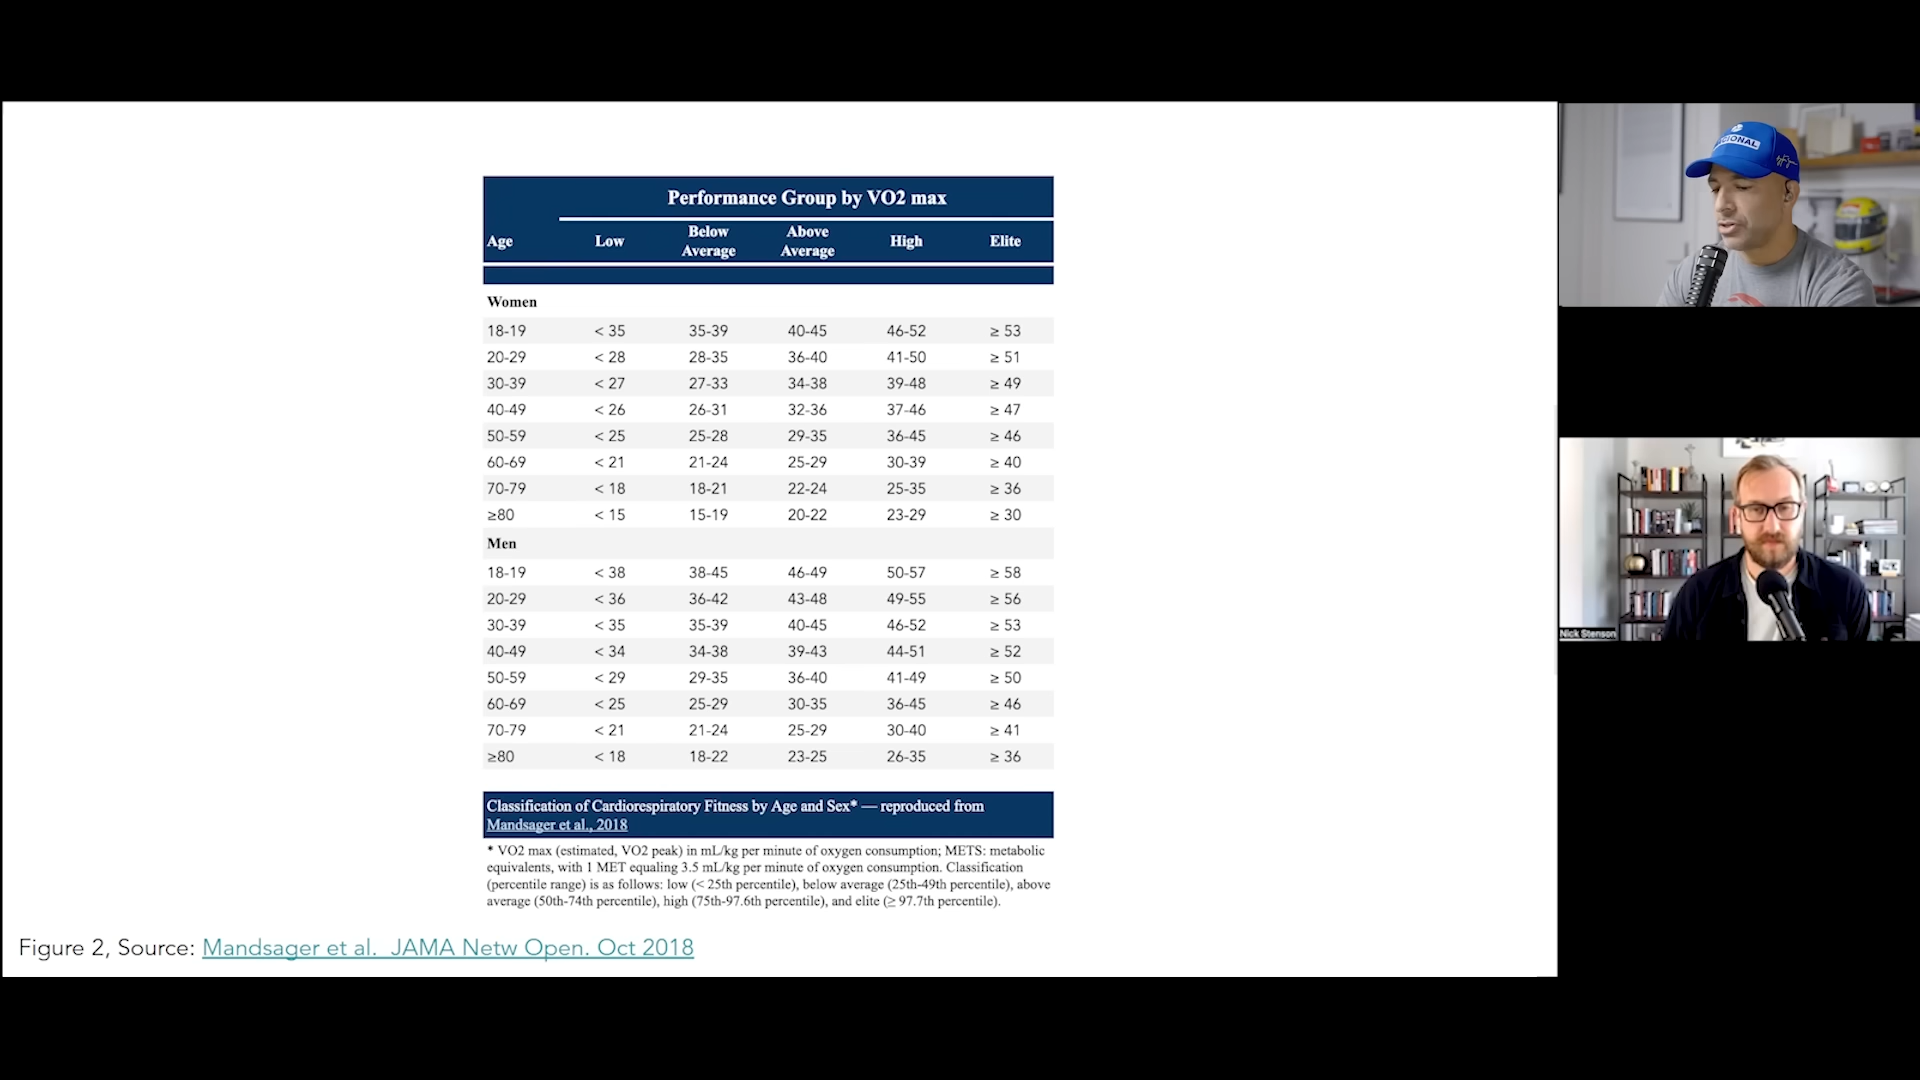 Performance Group by VO2 max
Age Low Below Average Above Average High Elite
Women
18-19 < 35 35-39 40-45 46-52 ≥ 53
20-29 < 28 28-35 36-40 41-50 ≥ 51
30-39 < 27 27-33 34-38 39-48 ≥ 49
40-49 < 26 26-31 32-36 37-46 ≥ 47
50-59 < 25 25-28 29-35 36-45 ≥ 46
60-69 < 21 21-24 25-29 30-39 ≥ 40
70-79 < 18 18-21 22-24 25-35 ≥ 36
≥80 < 15 15-19 20-22 23-29 ≥ 30
Men
18-19 < 38 38-45 46-49 50-57 ≥ 58
20-29 < 36 36-42 43-48 49-55 ≥ 56
30-39 < 35 35-39 40-45 46-52 ≥ 53
40-49 < 34 34-38 39-43 44-51 ≥ 52
50-59 < 29 29-35 36-40 41-49 ≥ 50
60-69 < 25 25-29 30-35 36-45 ≥ 46
70-79 < 21 21-24 25-29 30-40 ≥ 41
≥80 < 18 18-22 23-25 26-35 ≥ 36
Classification of Cardiorespiratory Fitness by Age and Sex* — reproduced from
Mandsager et al., 2018
* VO2 max (estimated, VO2 peak) in mL/kg per minute of oxygen consumption; METS: metabolic
equivalents, with 1 MET equaling 3.5 mL/kg per minute of oxygen consumption. Classification
(percentile range) is as follows: low (< 25th percentile), below average (25th-49th percentile), above
average (50th-74th percentile), high (75th-97.6th percentile), and elite (≥ 97.7th percentile).
Figure 2, Source: Mandsager et al. JAMA Netw Open. Oct 2018
Nick Stenson